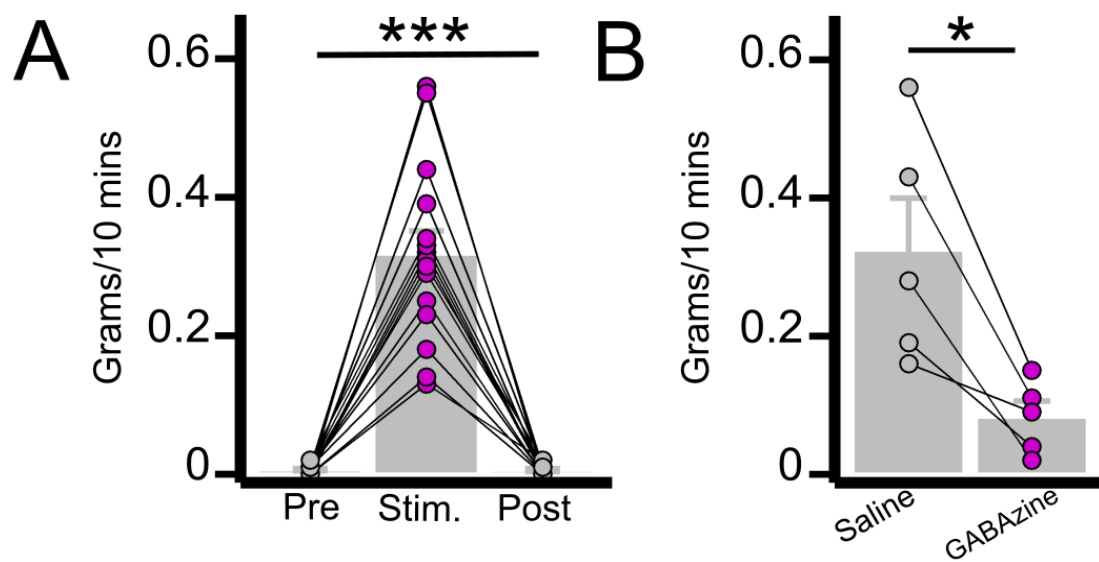 A
***
Grams/10 mins
0.6
0.4
0.2
0
Pre Stim. Post
B
*
Grams/10 mins
0.6
0.4
0.2
0
Saline
GABAzine